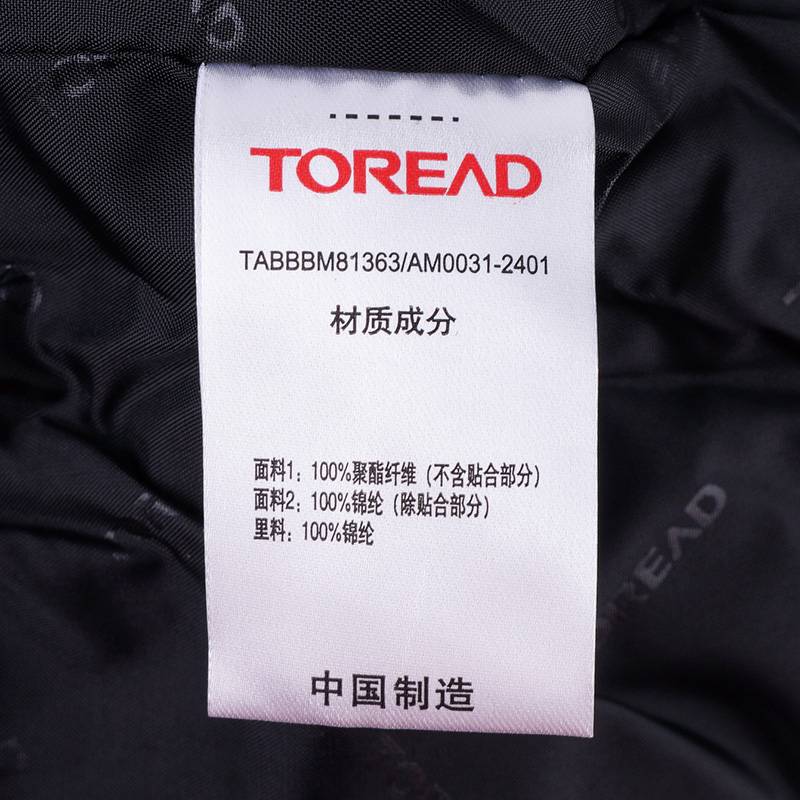 TOREAD
TABBBM81363/AM0031-2401
材质成分
面料1：100%聚酯纤维（不含贴合部分）
面料2：100%锦纶（除贴合部分）
里料：100%锦纶
中国制造